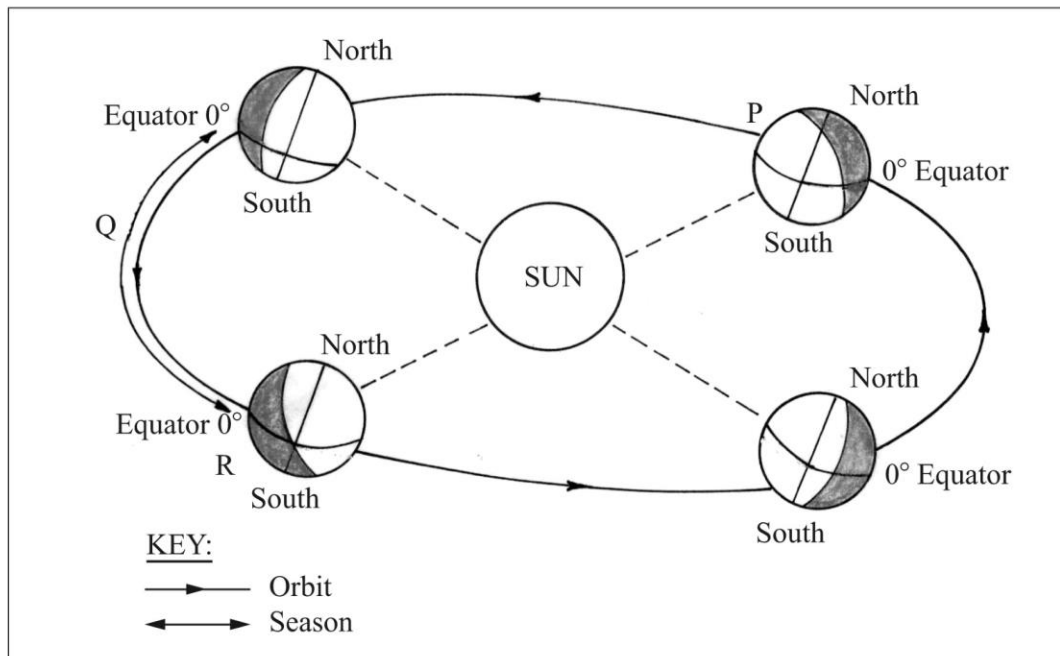 North
Equator 0°
South
P
North
0° Equator
South
Q
SUN
North
Equator 0°
R
South
North
0° Equator
South
KEY:
Orbit
Season